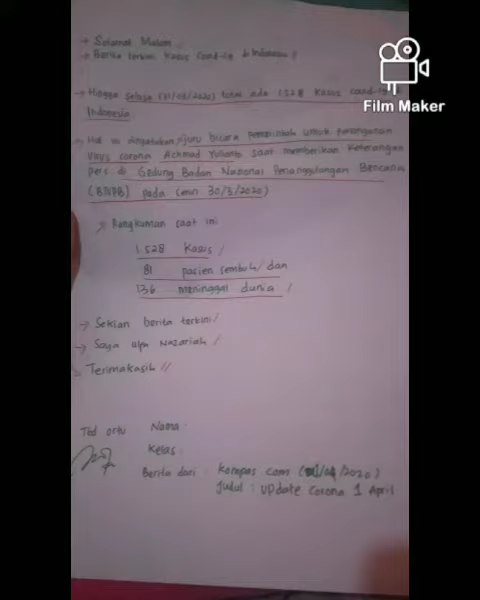 Film Maker
→ Selamat Malam //
→ Berita terkini kasus Covid-19 di Indonesia //
→ Hingga selasa (31/03/2020) total ada 1.528 kasus covid-19 di
Indonesia
→ Hal ini dingatakan juru bicara pemerintah untuk penanganan
Virus corona Achmad Yulianto saat memberikan keterangan
pers di Gedung Badan Nasional Penanggulangan Bencana
(BNPB) pada senin 30/3/2020)
→ Rangkuman saat ini
1.528 kasus /
81 pasien sembuh / dan
136 meninggal dunia /
→ Sekian berita terkini /
→ Saya Ulya Nazariah /
→ Terimakasih //
Ttd ortu Nama :
Kelas :
Berita dari : kompas.com ( /2020)
Judul : Update Corona 1 April